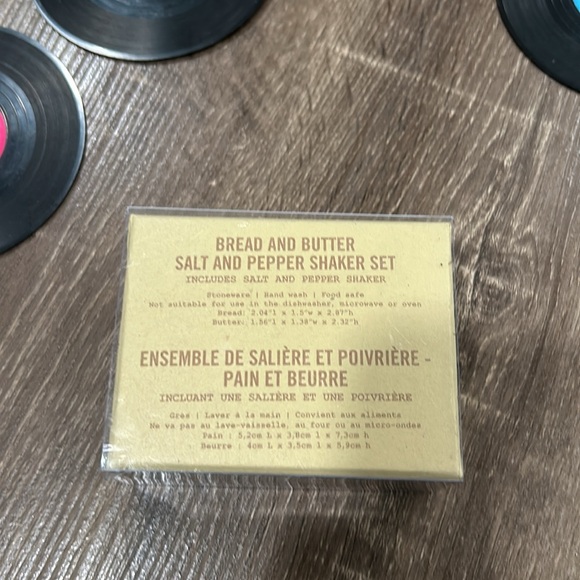 BREAD AND BUTTER
SALT AND PEPPER SHAKER SET
INCLUDES SALT AND PEPPER SHAKER
Stoneware | Hand wash | Food safe
Not suitable for use in the dishwasher, microwave or oven
Bread: 2.04"l x 1.5"w x 2.87"h
Butter: 1.56"l x 1.38"w x 2.32"h
ENSEMBLE DE SALIÈRE ET POIVRIÈRE -
PAIN ET BEURRE
INCLUANT UNE SALIÈRE ET UNE POIVRIÈRE
Gres | Laver à la main | Convient aux aliments
Ne va pas au lave-vaisselle, au four ou au micro-ondes
Pain : 5,2cm L x 3,8cm l x 7,3cm h
Beurre : 4cm L x 3,5cm l x 5,9cm h